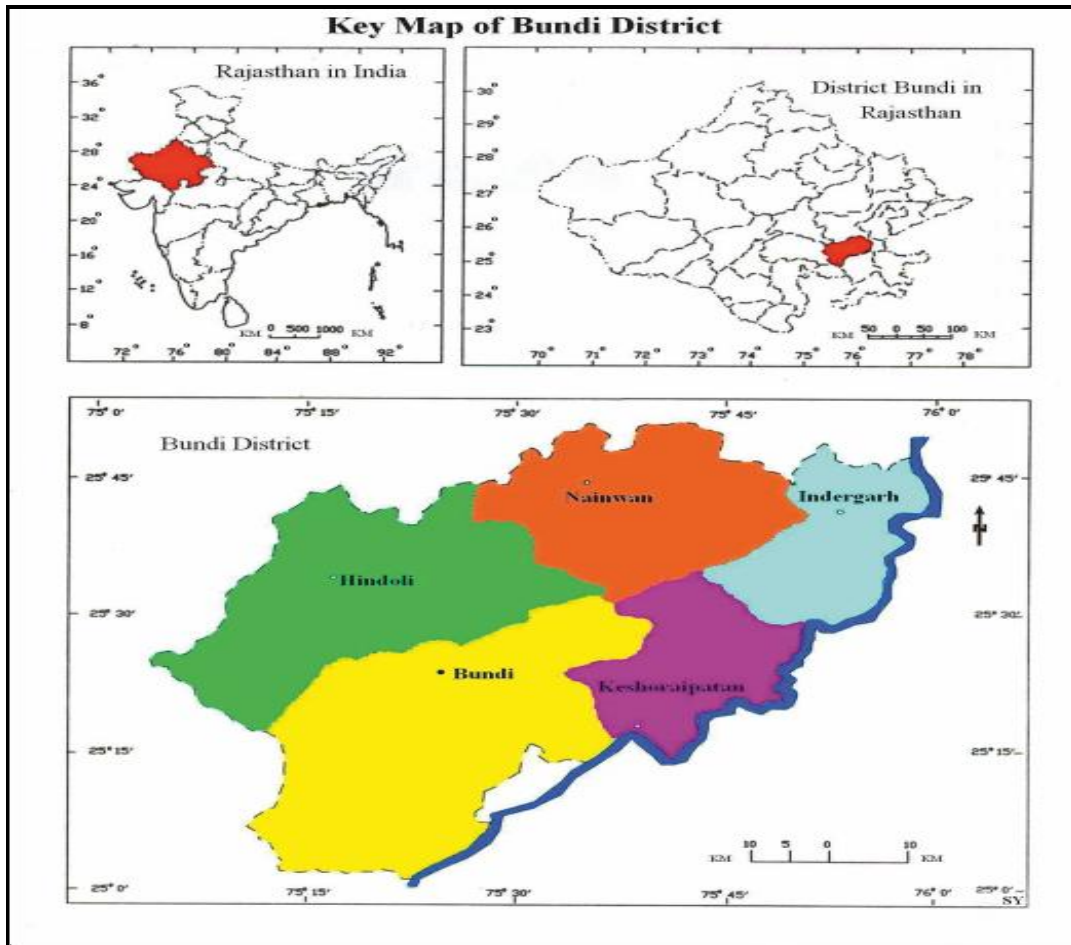 Key Map of Bundi District
Rajasthan in India
36°
32°
28°
24°
20°
16°
12°
8°
KM 0 500 1000 KM
72° 76° 80° 84° 88° 92°
District Bundi in
Rajasthan
30°
29°
28°
27°
26°
25°
24°
23°
50 0 50 100
KM KM
70° 71° 72° 73° 74° 75° 76° 77° 78°
75° 0' 75° 15' 75° 30' 75° 45' 76° 0'
Bundi District
25° 45' 25° 45'
Nainwan
Indergarh
N
Hindoli
25° 30' 25° 30'
Bundi
Keshoraipatan
25° 15' 25° 15'
10 5 0 10
KM KM
25° 0' 25° 0'
75° 15' 75° 30' 75° 45' 76° 0'
SY